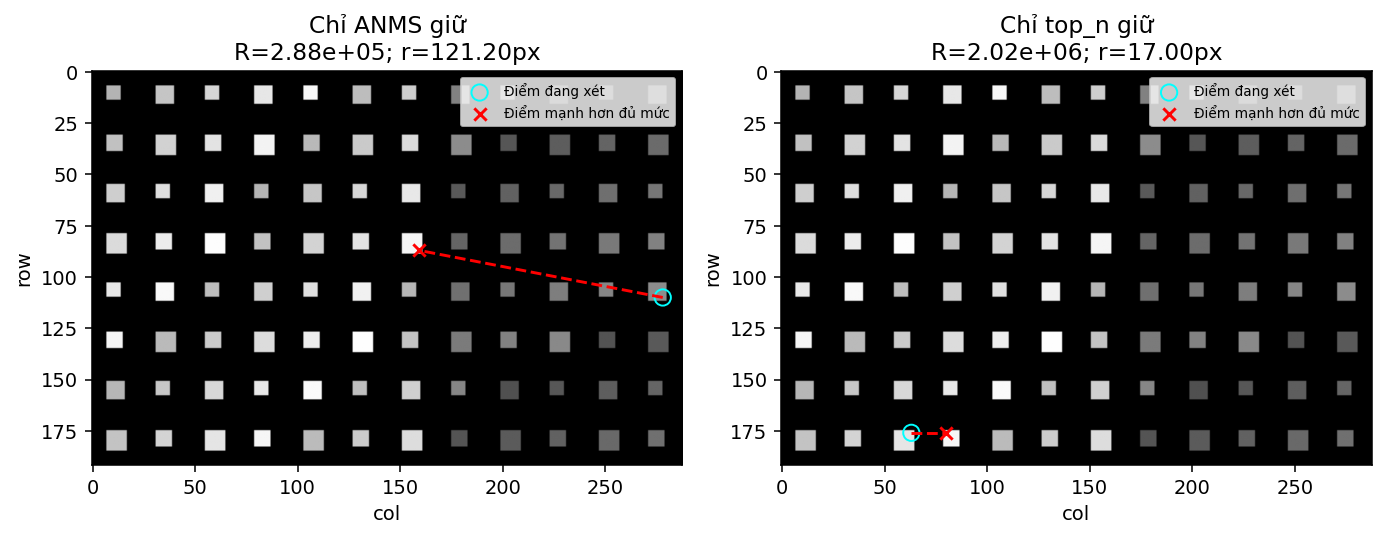 Chỉ ANMS giữ
R=2.88e+05; r=121.20px
Điểm đang xét
Điểm mạnh hơn đủ mức
0
25
50
75
100
125
150
175
row
0
50
100
150
200
250
col
Chỉ top_n giữ
R=2.02e+06; r=17.00px
Điểm đang xét
Điểm mạnh hơn đủ mức
0
25
50
75
100
125
150
175
row
0
50
100
150
200
250
col